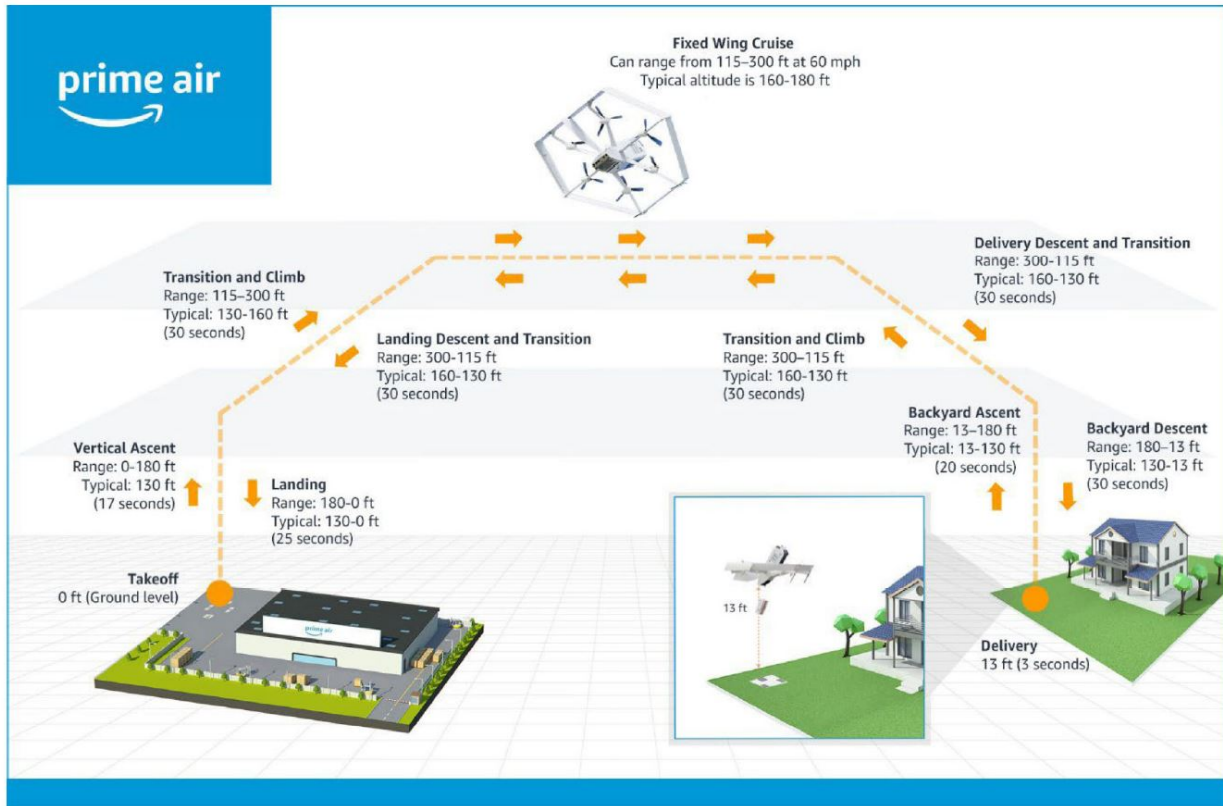 prime air
Fixed Wing Cruise
Can range from 115–300 ft at 60 mph
Typical altitude is 160-180 ft
Transition and Climb
Range: 115–300 ft
Typical: 130-160 ft
(30 seconds)
Delivery Descent and Transition
Range: 300-115 ft
Typical: 160-130 ft
(30 seconds)
Landing Descent and Transition
Range: 300-115 ft
Typical: 160-130 ft
(30 seconds)
Transition and Climb
Range: 300–115 ft
Typical: 160-130 ft
(30 seconds)
Vertical Ascent
Range: 0-180 ft
Typical: 130 ft
(17 seconds)
Landing
Range: 180-0 ft
Typical: 130-0 ft
(25 seconds)
Backyard Ascent
Range: 13–180 ft
Typical: 13-130 ft
(20 seconds)
Backyard Descent
Range: 180–13 ft
Typical: 130-13 ft
(30 seconds)
Takeoff
0 ft (Ground level)
prime air
13 ft
Delivery
13 ft (3 seconds)